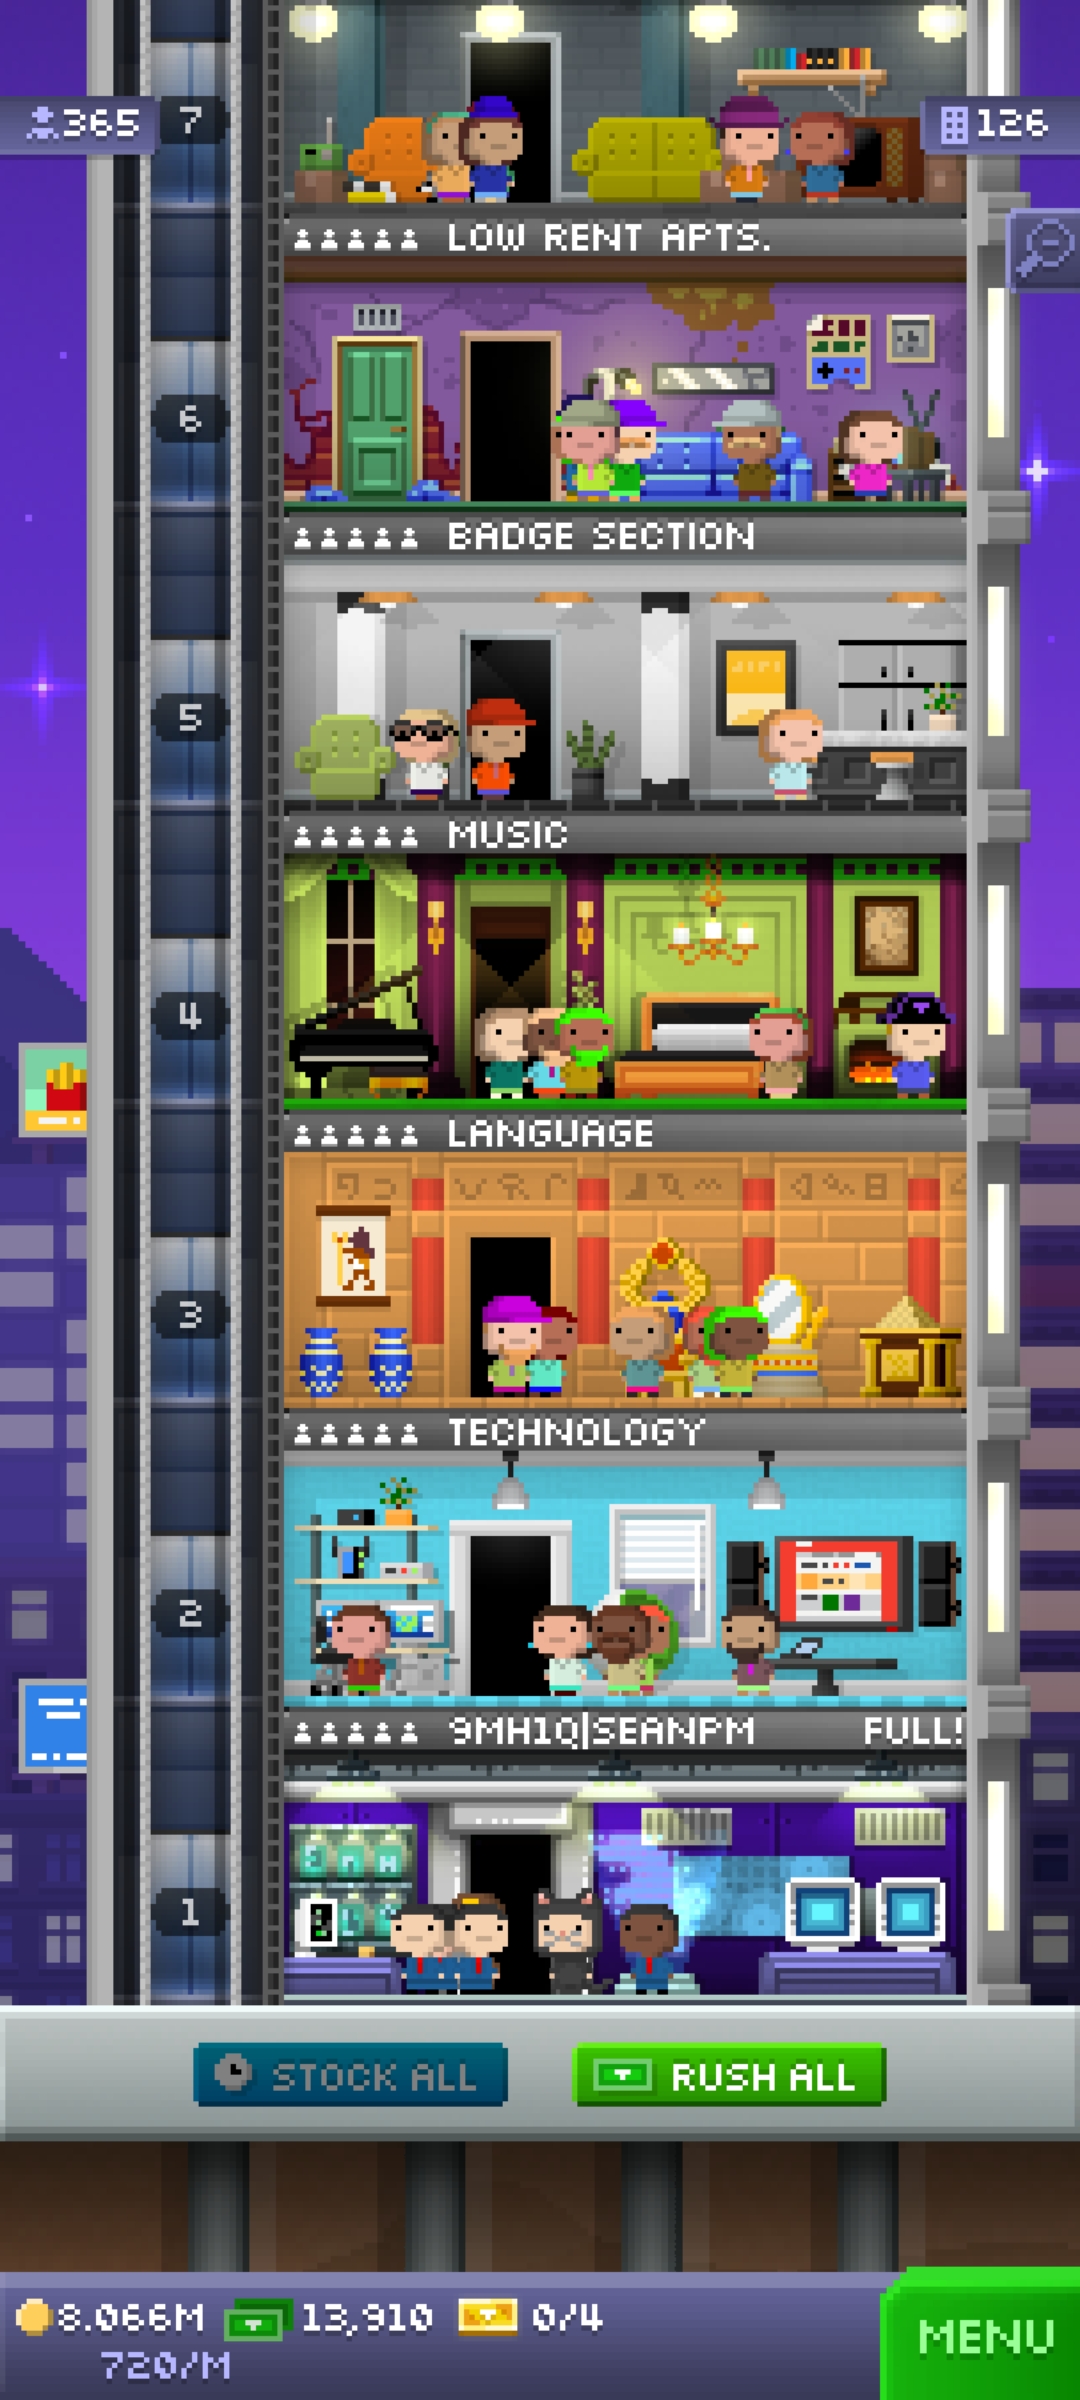 7
365
126
LOW RENT APTS.
6
BADGE SECTION
5
MUSIC
4
LANGUAGE
3
TECHNOLOGY
2
9MH1Q|SEANPM FULL!
1
STOCK ALL
RUSH ALL
8.066M 13,910 0/4
720/M
MENU